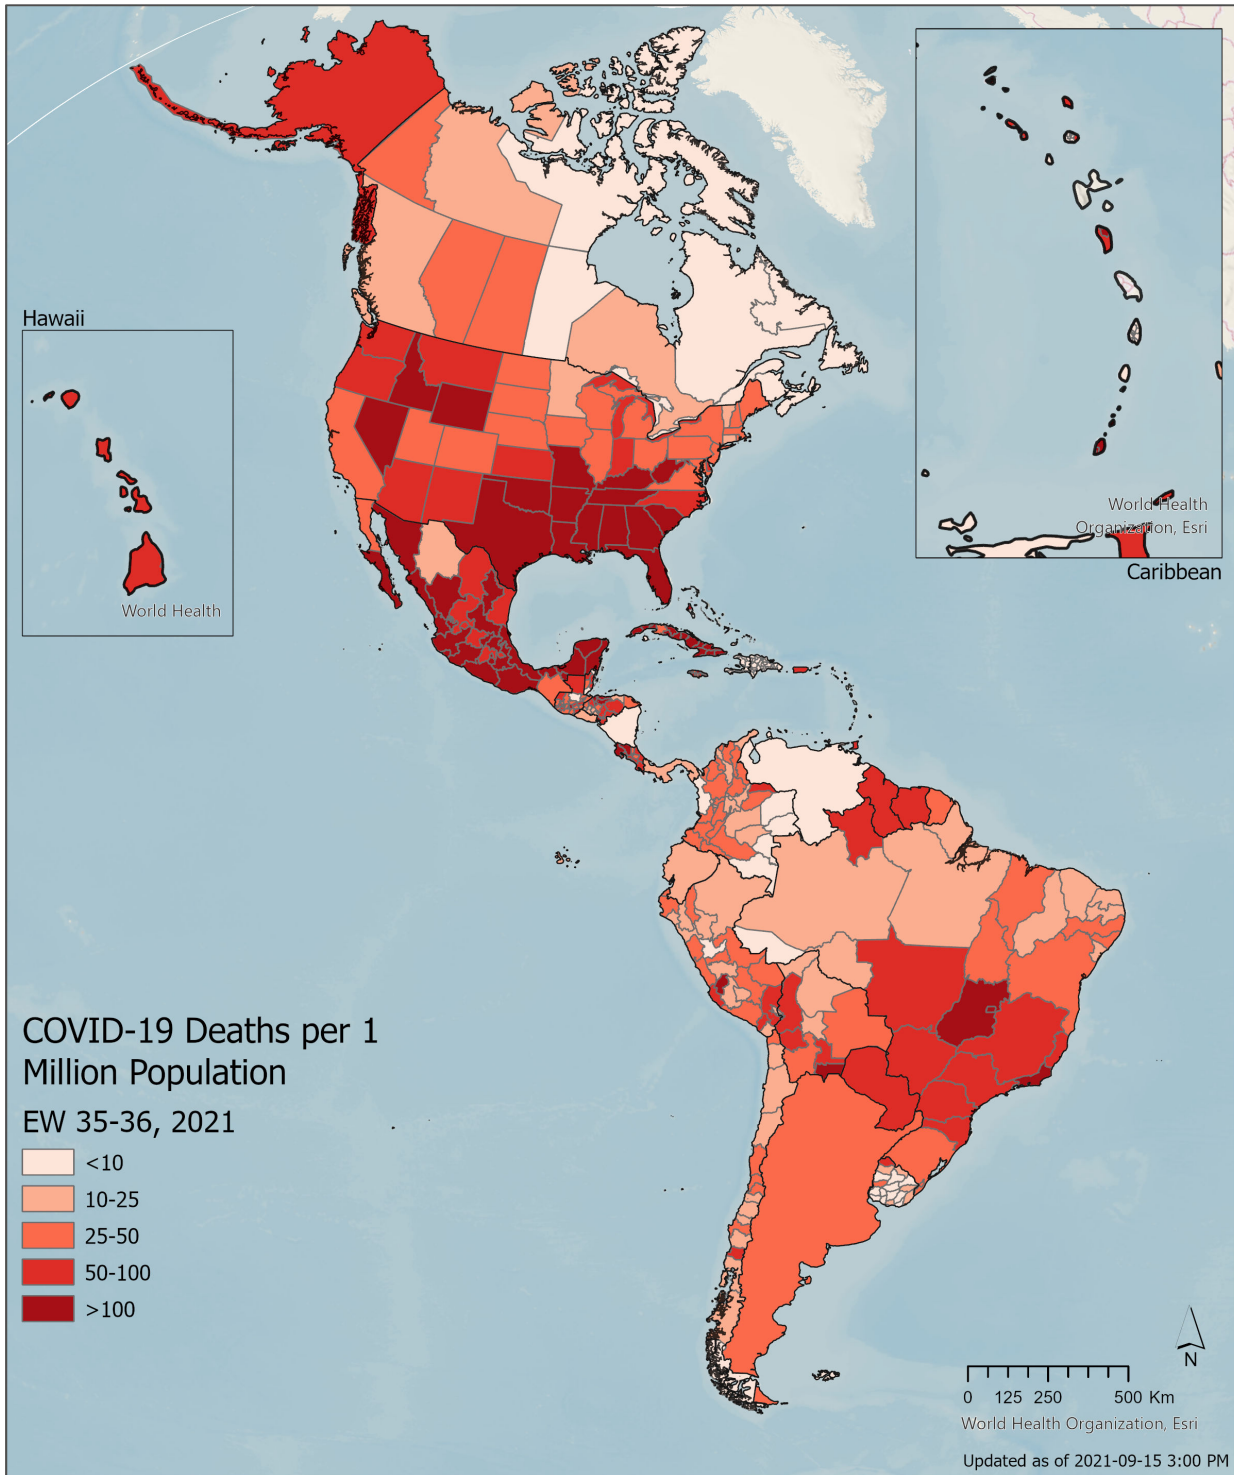 Hawaii
World Health
World Health
Organization, Esri
Caribbean
COVID-19 Deaths per 1
Million Population
EW 35-36, 2021
<10
10-25
25-50
50-100
>100
N
0 125 250 500 Km
World Health Organization, Esri
Updated as of 2021-09-15 3:00 PM